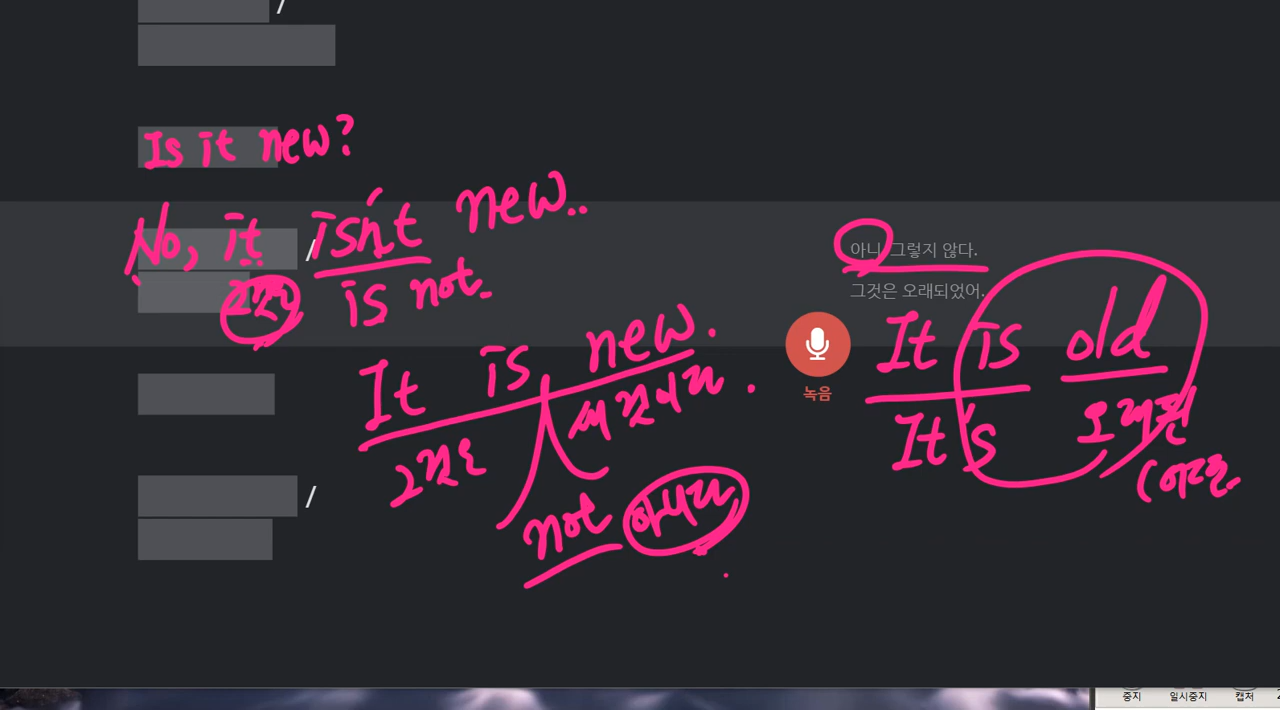 /
Is it new?
No, it / isn't new..
그것이 is not.
아니, 그렇지 않다.
그것은 오래되었어.
녹음
It is new.
그것은 새것이다.
not 아니다
It is old
It's 오래된
중지 일시중지 캡처